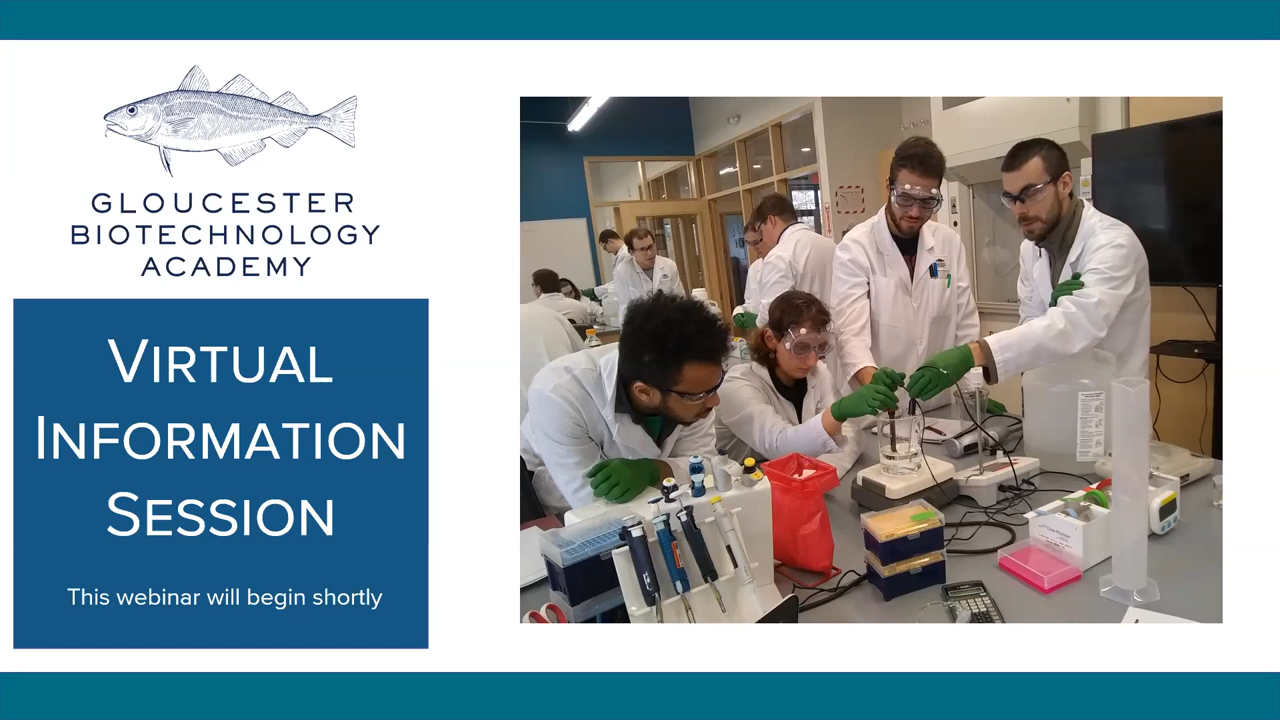 GLOUCESTER
BIOTECHNOLOGY
ACADEMY
VIRTUAL
INFORMATION
SESSION
This webinar will begin shortly